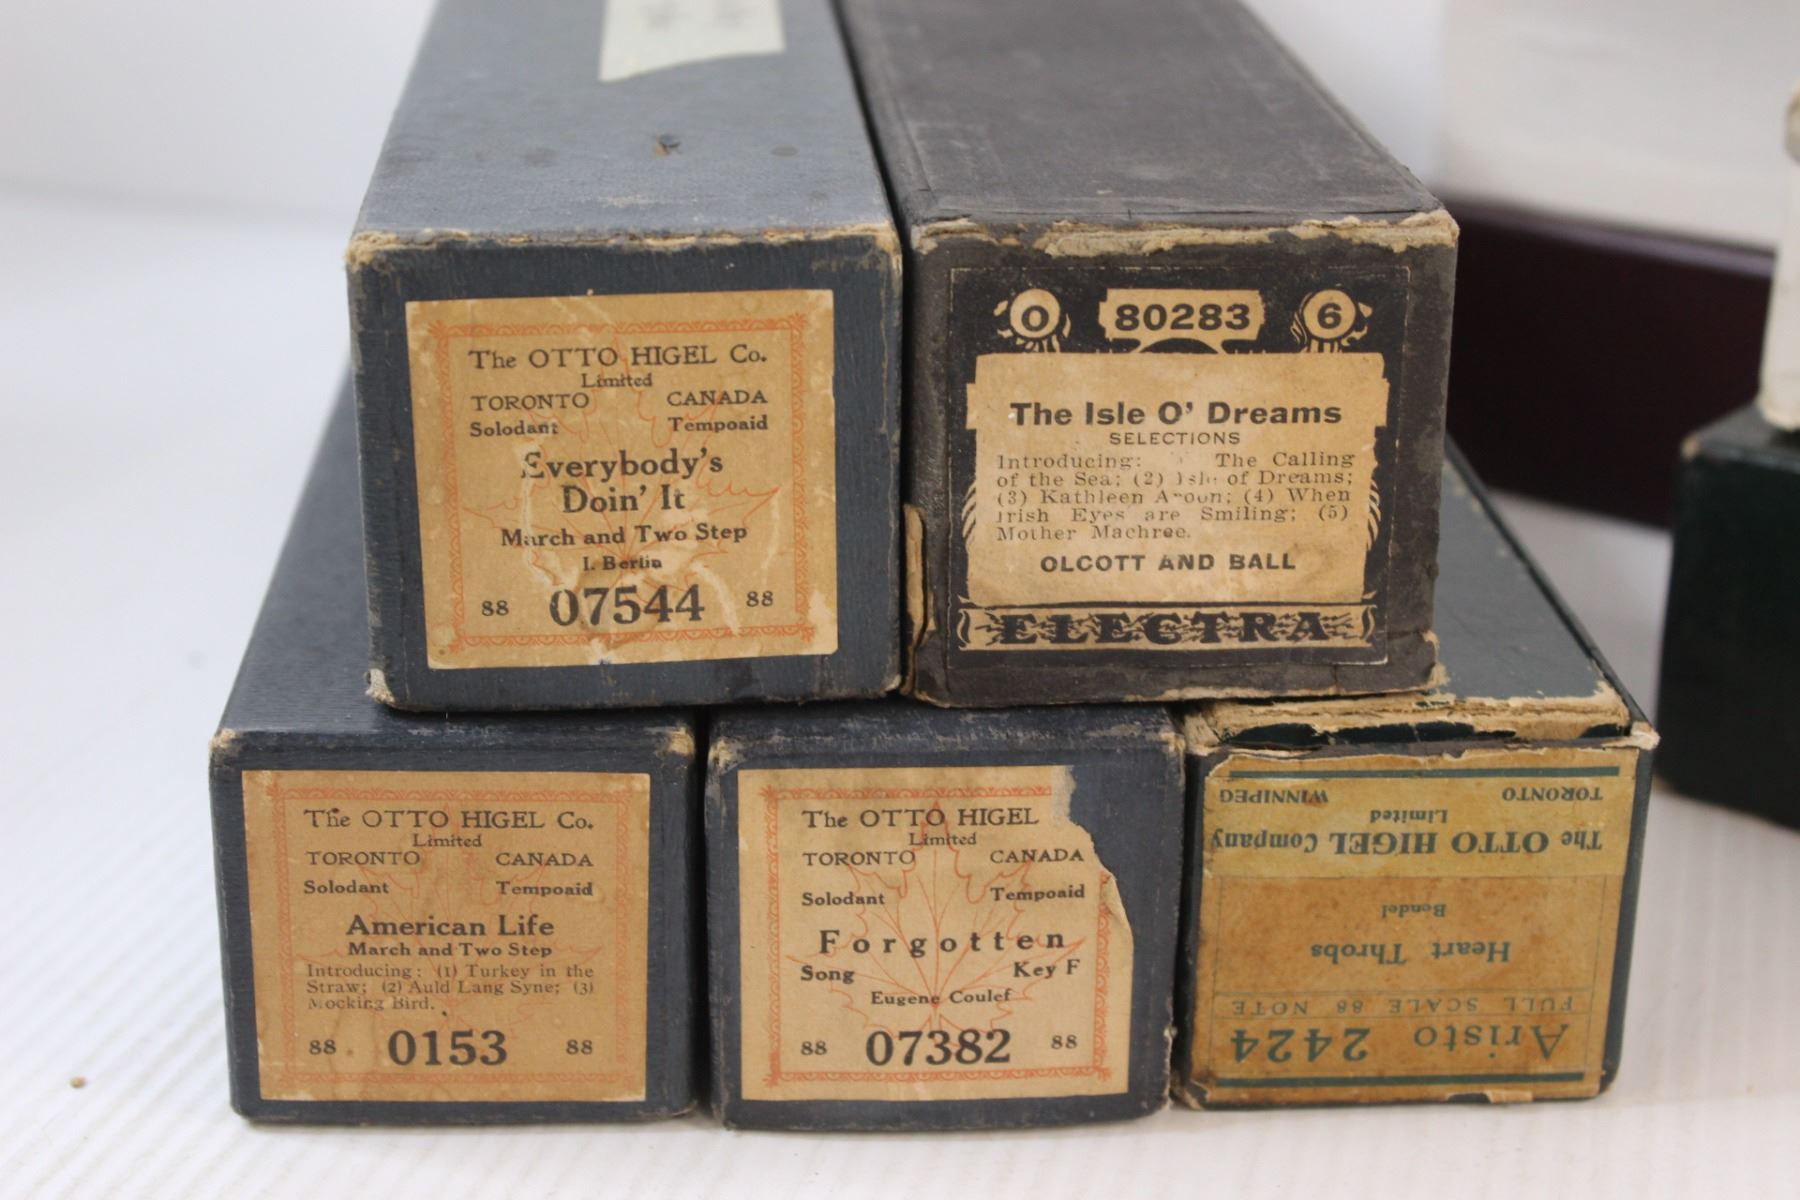 The OTTO HIGEL Co.
Limited
TORONTO CANADA
Solodant Tempoaid
Everybody's
Doin' It
March and Two Step
I. Berlin
88 07544 88
O 80283 6
The Isle O' Dreams
SELECTIONS
Introducing: The Calling
of the Sea; (2) Isle of Dreams;
(3) Kathleen Aroon; (4) When
Irish Eyes are Smiling; (5)
Mother Machree.
OLCOTT AND BALL
ELECTRA
The OTTO HIGEL Co.
Limited
TORONTO CANADA
Solodant Tempoaid
American Life
March and Two Step
Introducing: (1) Turkey in the
Straw; (2) Auld Lang Syne; (3)
Mocking Bird.
88 0153 88
The OTTO HIGEL
Limited
TORONTO CANADA
Solodant Tempoaid
Forgotten
Song Key F
Eugene Coulef
88 07382 88
Aristo 2424
FULL SCALE 88 NOTE
Heart Throbs
Bendel
The OTTO HIGEL Company
Limited
TORONTO WINNIPEG